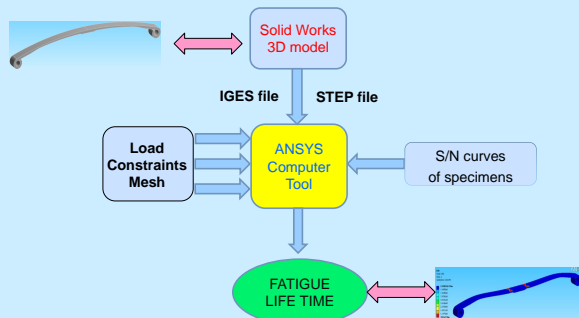 Solid Works
3D model
IGES file
STEP file
Load
Constraints
Mesh
ANSYS
Computer
Tool
S/N curves
of specimens
FATIGUE
LIFE TIME